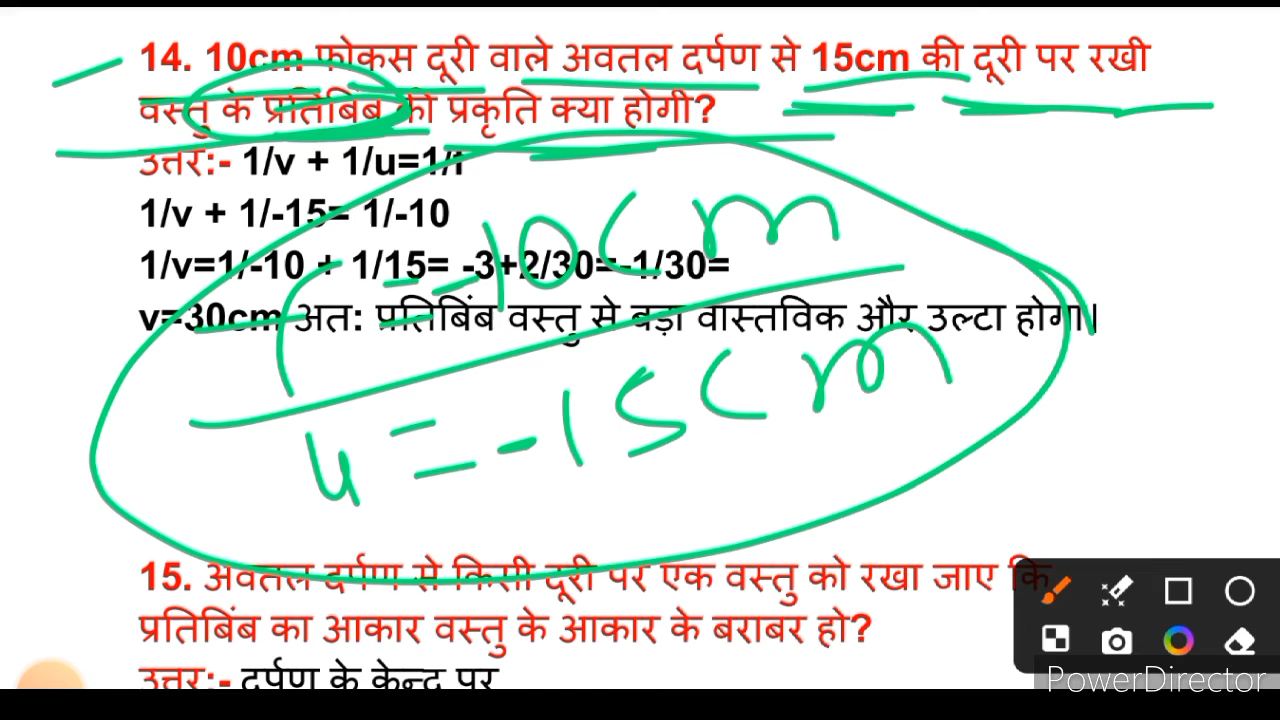 14. 10cm फोकस दूरी वाले अवतल दर्पण से 15cm की दूरी पर रखी
वस्तु के प्रतिबिंब की प्रकृति क्या होगी?
उत्तर:- 1/v + 1/u=1/f
1/v + 1/-15= 1/-10
1/v=1/-10 + 1/15= -3+2/30=-1/30=
v=30cm अत: प्रतिबिंब वस्तु से बड़ा वास्तविक और उल्टा होगा।
f = -10cm
u = -15cm
15. अवतल दर्पण से किसी दूरी पर एक वस्तु को रखा जाए कि
प्रतिबिंब का आकार वस्तु के आकार के बराबर हो?
उत्तर:- दर्पण के केन्द्र पर
PowerDirector